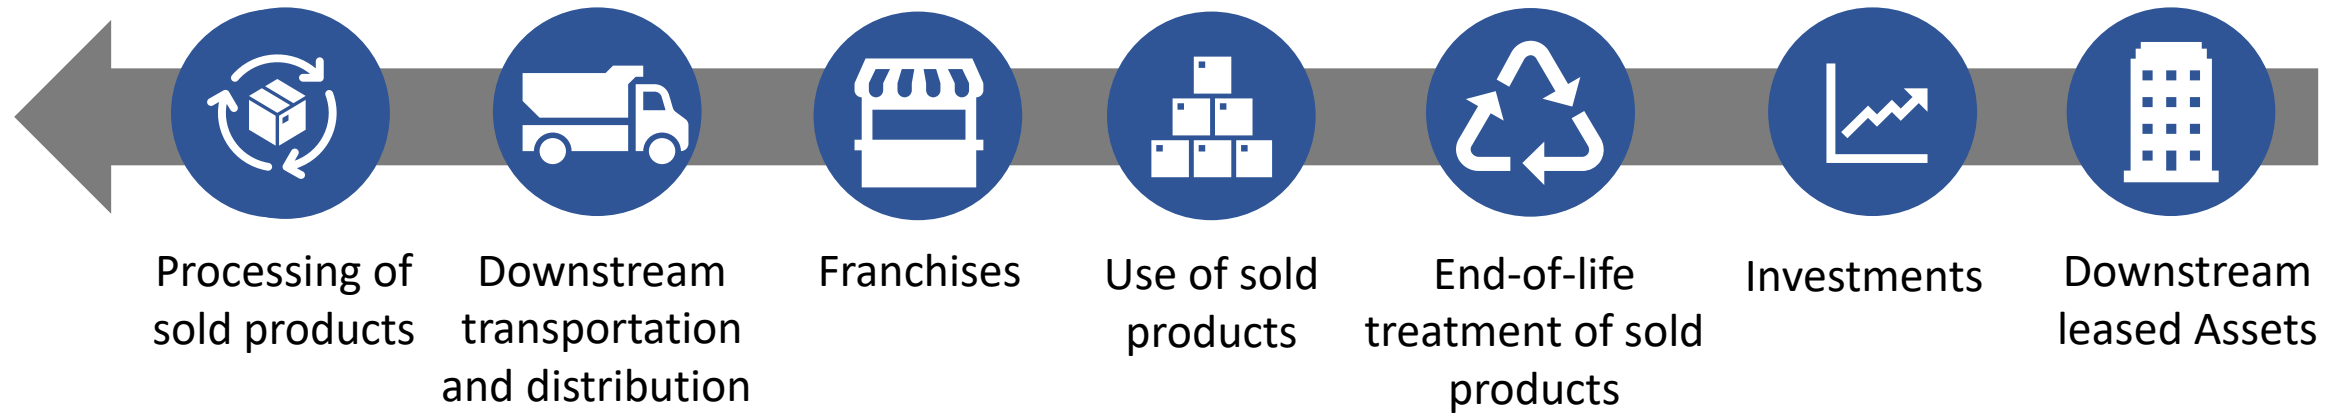 Processing of
sold products
Downstream
transportation
and distribution
Franchises
Use of sold
products
End-of-life
treatment of sold
products
Investments
Downstream
leased Assets